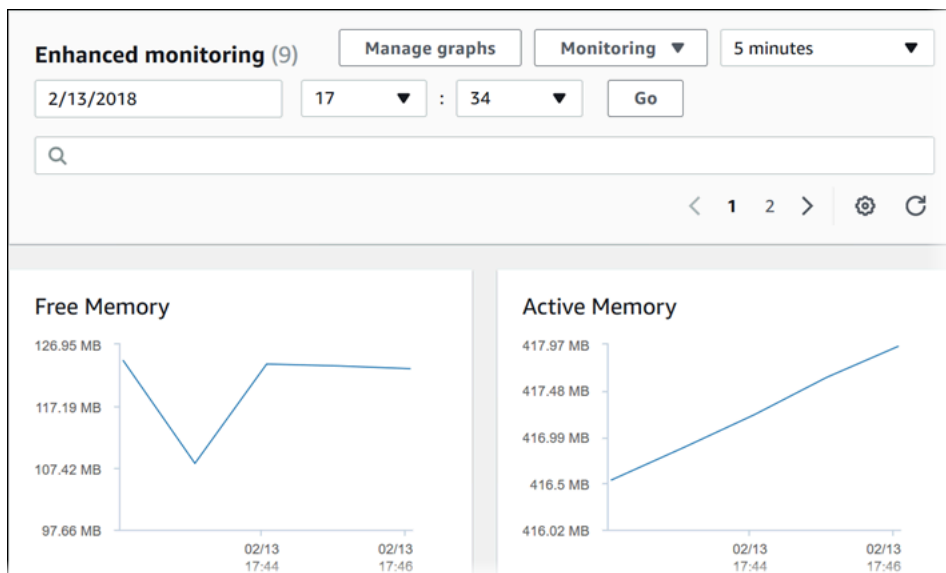 Enhanced monitoring (9) Manage graphs Monitoring 5 minutes
2/13/2018 17 : 34 Go
1 2
Free Memory
126.95 MB
117.19 MB
107.42 MB
97.66 MB
02/13 02/13
17:44 17:46
Active Memory
417.97 MB
417.48 MB
416.99 MB
416.5 MB
416.02 MB
02/13 02/13
17:44 17:46